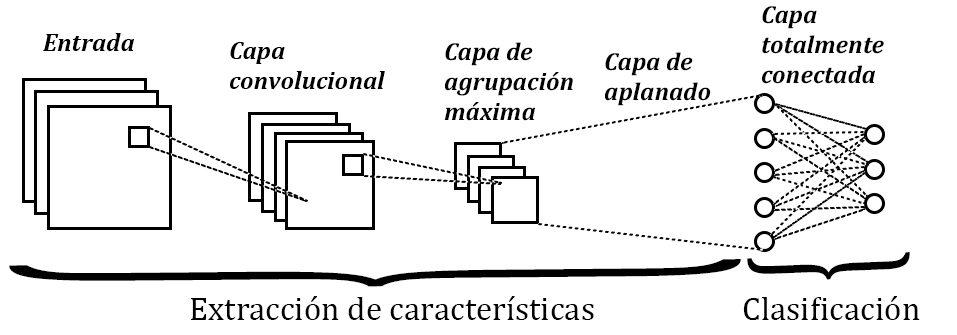 Entrada
Capa
convolucional
Capa de
agrupación
máxima
Capa de
aplanado
Capa
totalmente
conectada
Extracción de características
Clasificación